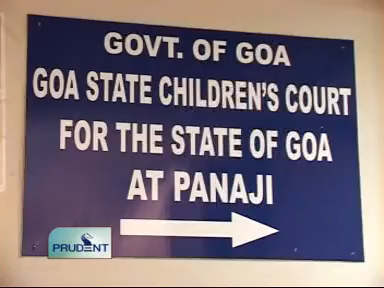 GOVT. OF GOA
GOA STATE CHILDREN'S COURT
FOR THE STATE OF GOA
AT PANAJI
PRUDENT